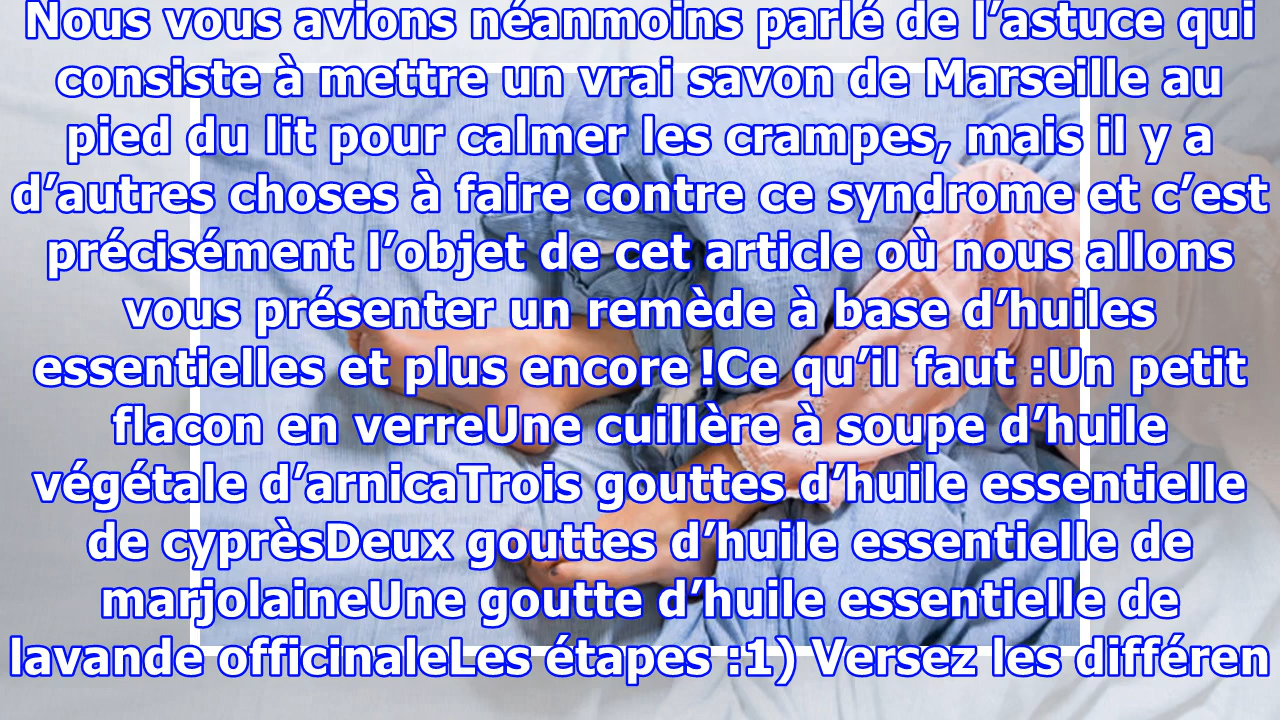 Nous vous avions néanmoins parlé de l’astuce qui
consiste à mettre un vrai savon de Marseille au
pied du lit pour calmer les crampes, mais il y a
d’autres choses à faire contre ce syndrome et c’est
précisément l’objet de cet article où nous allons
vous présenter un remède à base d’huiles
essentielles et plus encore !Ce qu’il faut :Un petit
flacon en verreUne cuillère à soupe d’huile
végétale d’arnicaTrois gouttes d’huile essentielle
de cyprèsDeux gouttes d’huile essentielle de
marjolaineUne goutte d’huile essentielle de
lavande officinaleLes étapes :1) Versez les différen